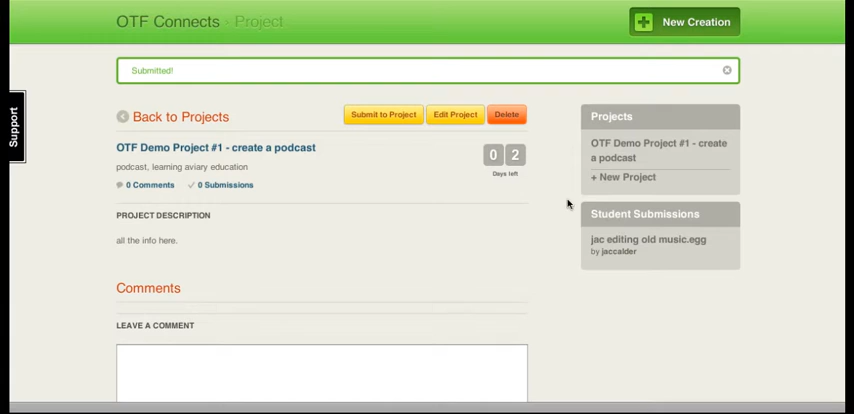 OTF Connects · Project
New Creation
Submitted!
Support
Back to Projects
Submit to Project
Edit Project
Delete
OTF Demo Project #1 - create a podcast
0 2
podcast, learning aviary education
Days left
0 Comments
0 Submissions
PROJECT DESCRIPTION
all the info here.
Comments
LEAVE A COMMENT
Projects
OTF Demo Project #1 - create
a podcast
+ New Project
Student Submissions
jac editing old music.egg
by jaccalder